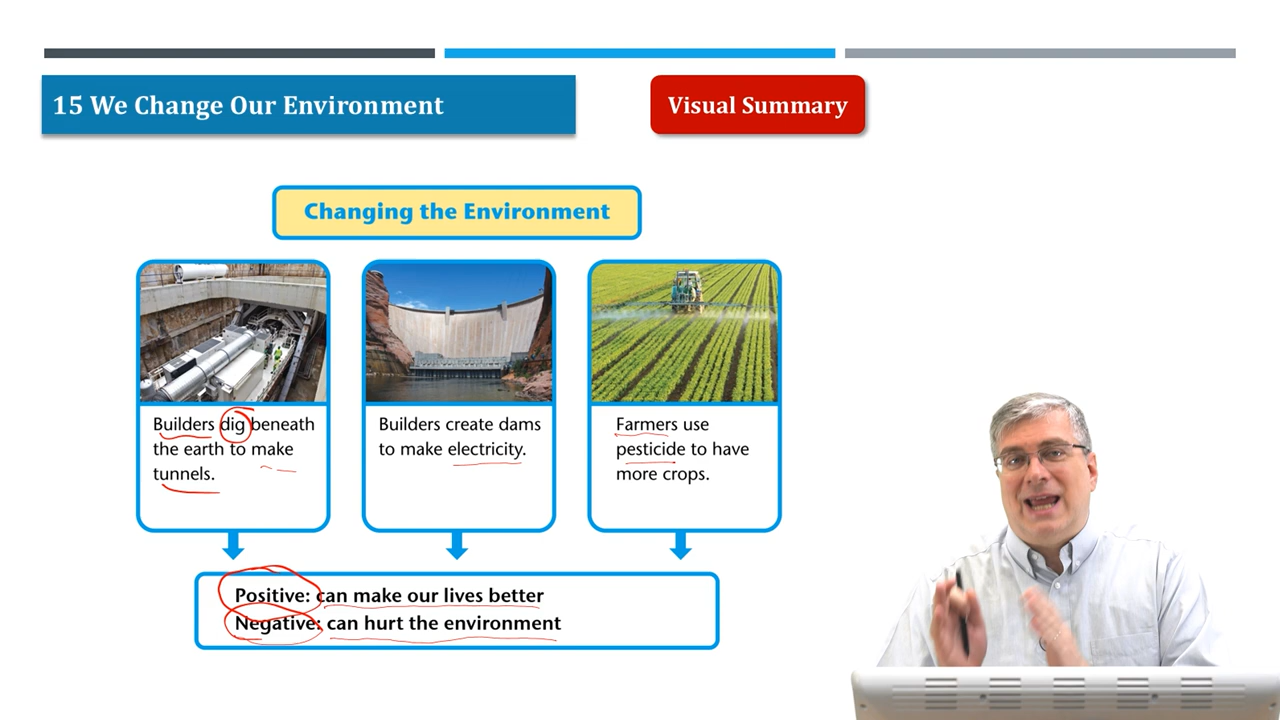 15 We Change Our Environment
Visual Summary
Changing the Environment
Builders dig beneath
the earth to make
tunnels.
Builders create dams
to make electricity.
Farmers use
pesticide to have
more crops.
Positive: can make our lives better
Negative: can hurt the environment